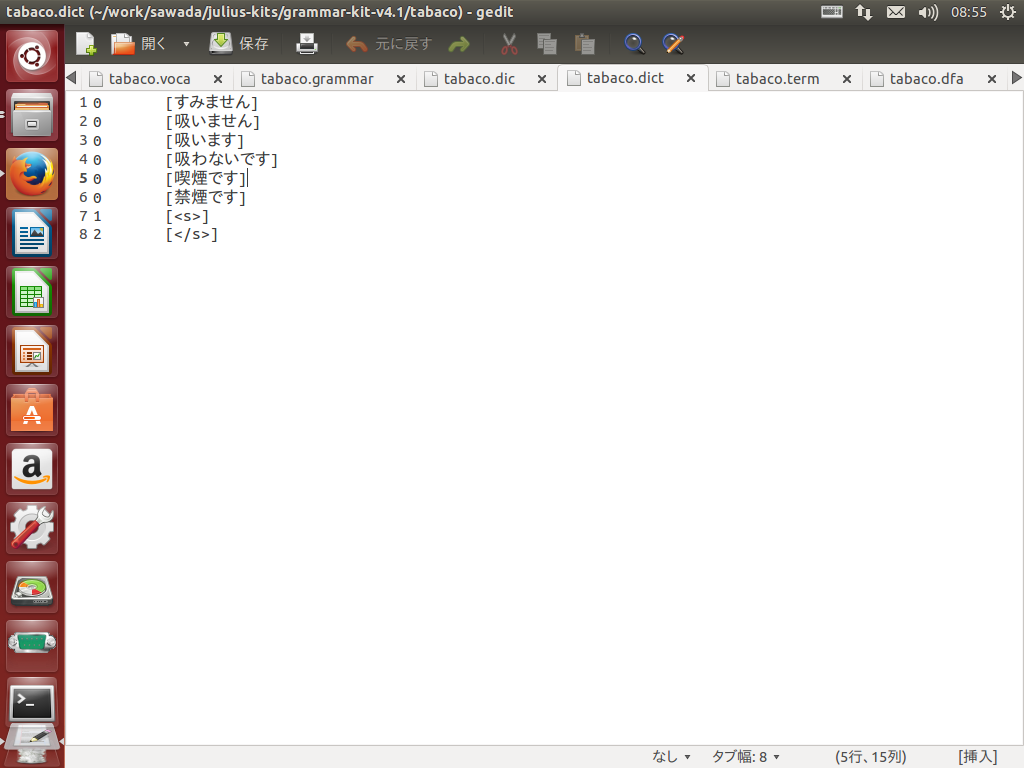 tabaco.dict (~/work/sawada/julius-kits/grammar-kit-v4.1/tabaco) - gedit 08:55
開く 保存 元に戻す
tabaco.voca × tabaco.grammar × tabaco.dic × tabaco.dict × tabaco.term × tabaco.dfa ×
1 0 [すみません]
2 0 [吸いません]
3 0 [吸います]
4 0 [吸わないです]
5 0 [喫煙です]
6 0 [禁煙です]
7 1 [<s>]
8 2 [</s>]
なし タブ幅: 8 (5行、15列) [挿入]